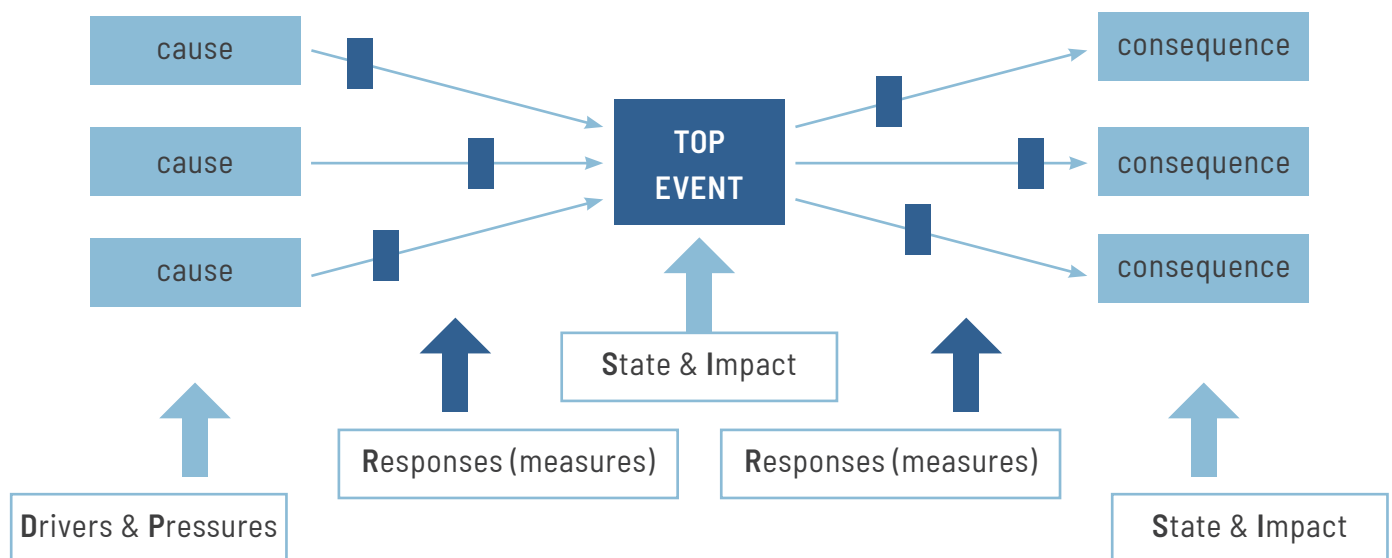 cause
consequence
cause
TOP
EVENT
consequence
cause
consequence
State & Impact
Responses (measures)
Responses (measures)
Drivers & Pressures
State & Impact